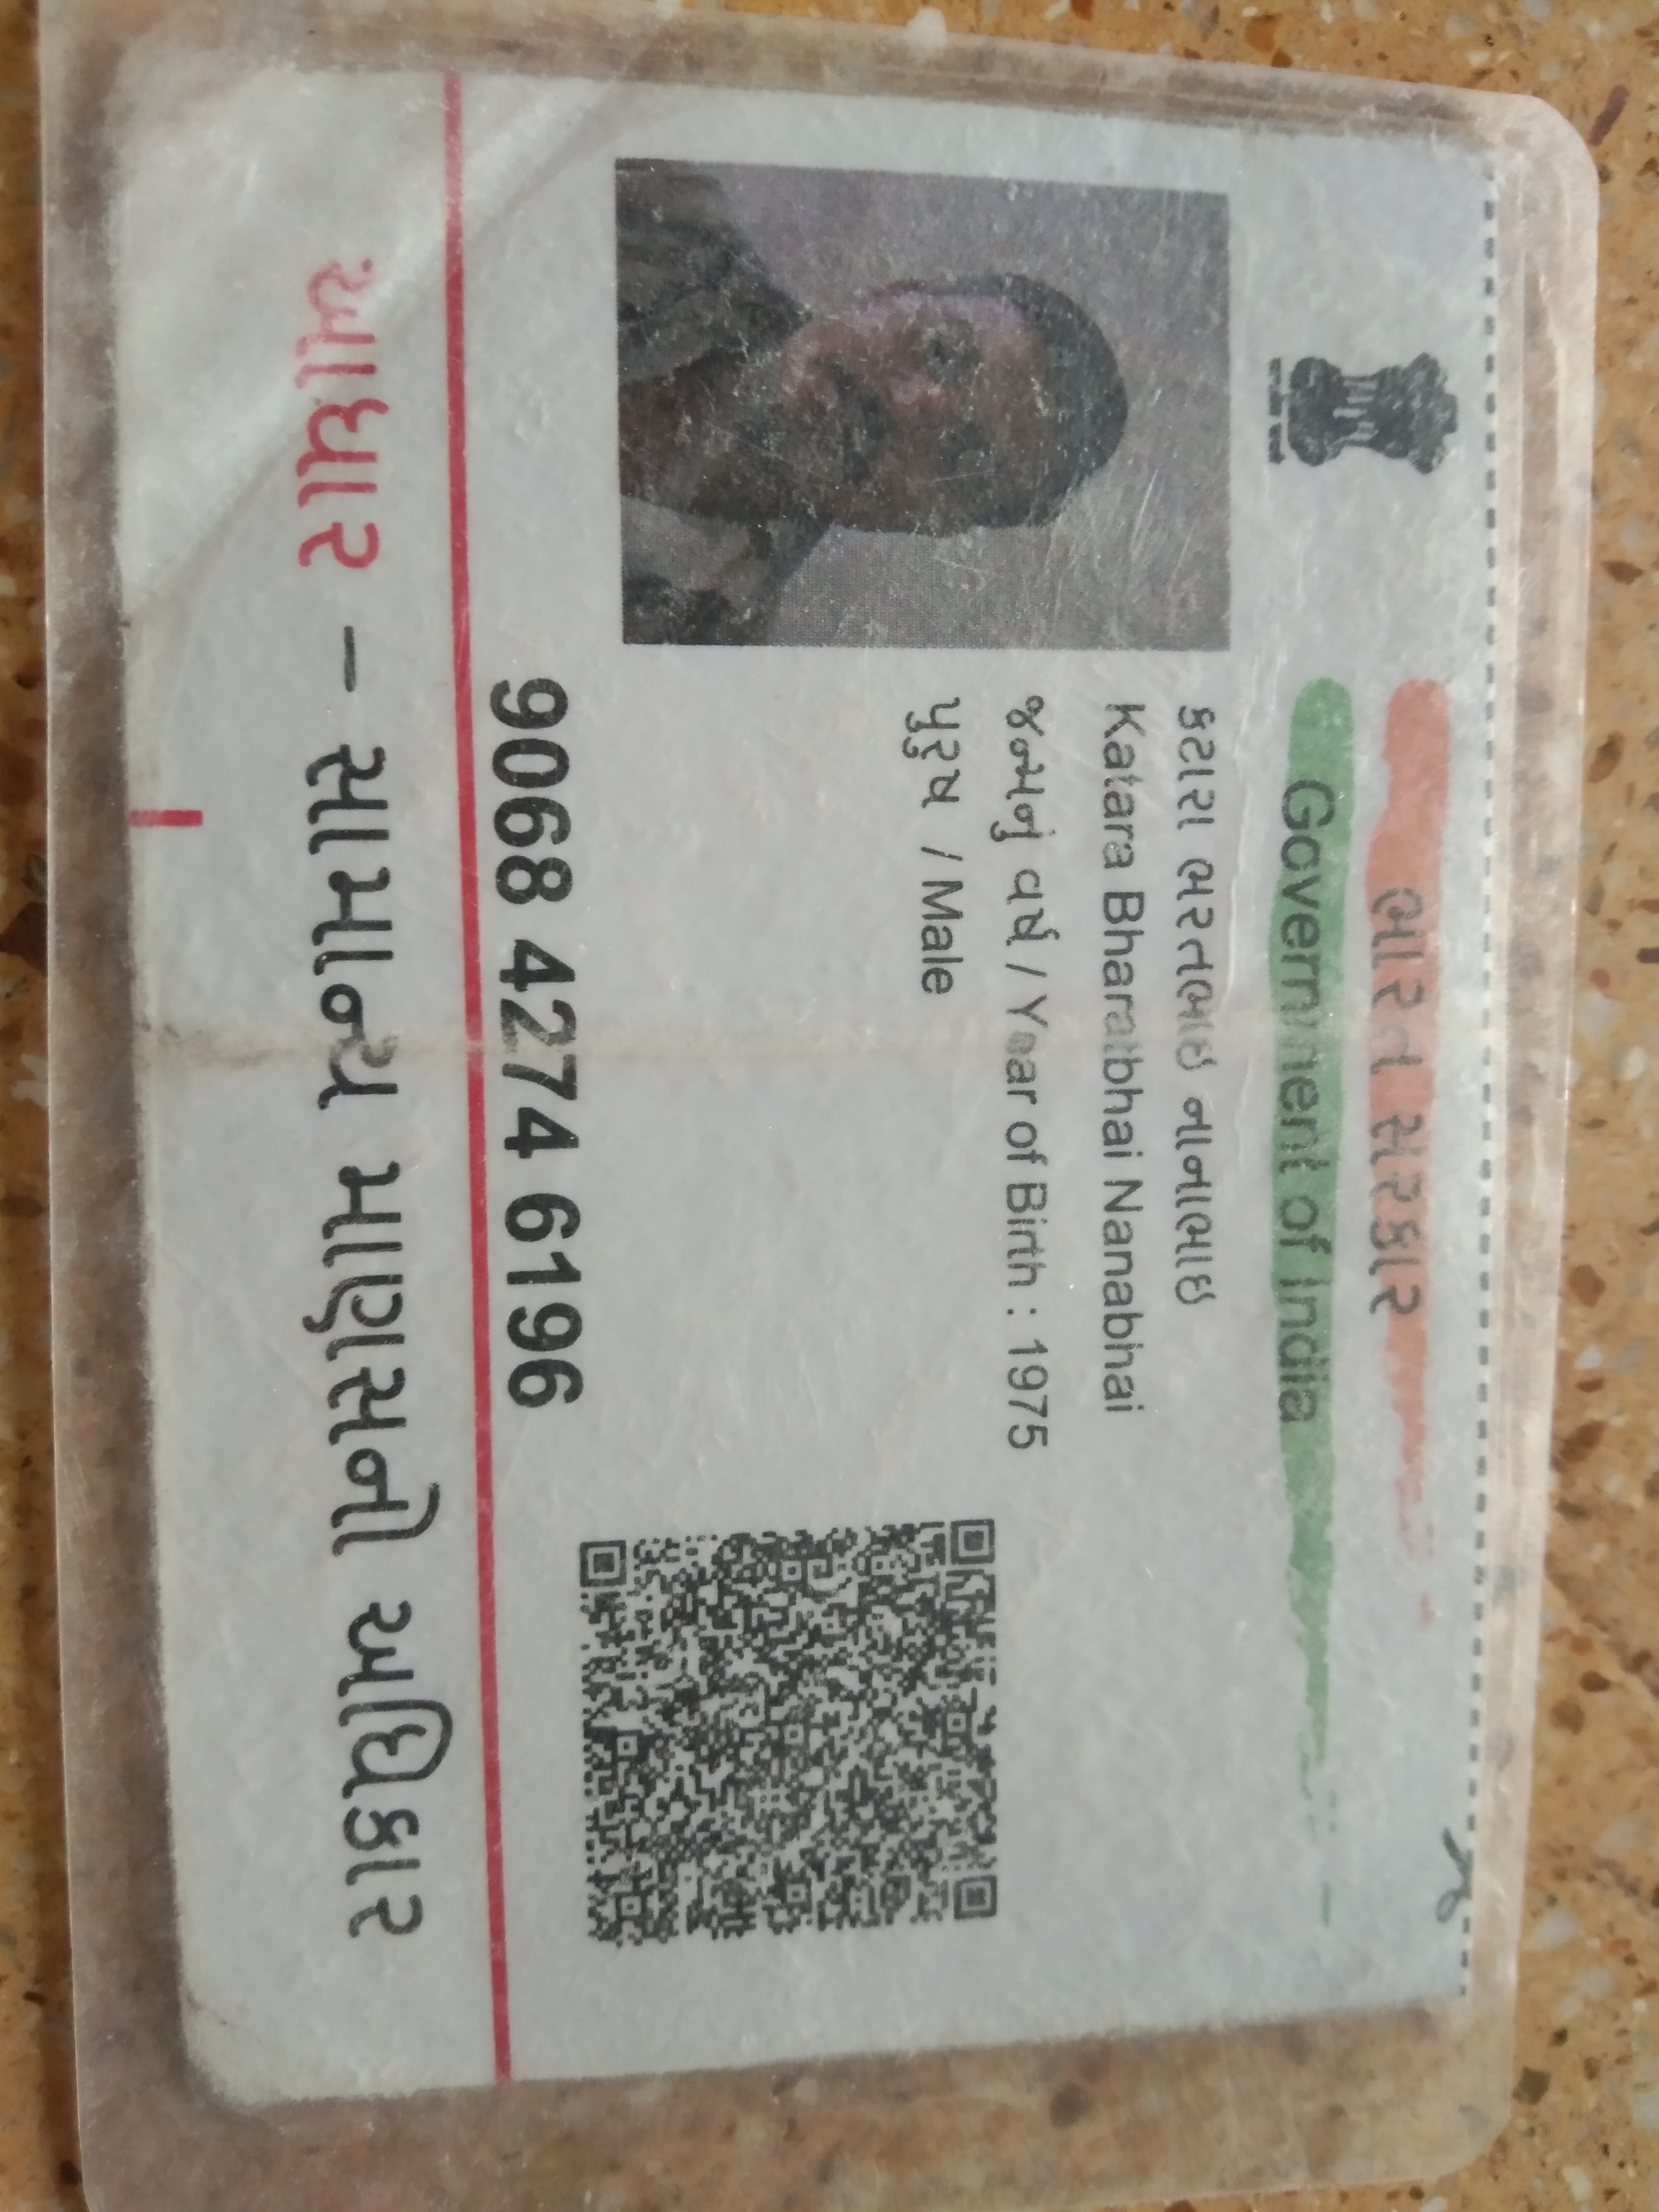 ભારત સરકાર
Government of India
કટારા ભરતભાઇ નાનાભાઇ
Katara Bharatbhai Nanabhai
જન્મનું વર્ષ / Year of Birth : 1975
પુરૂષ / Male
9068 4274 6196
આધાર – સામાન્ય માણસનો અધિકાર